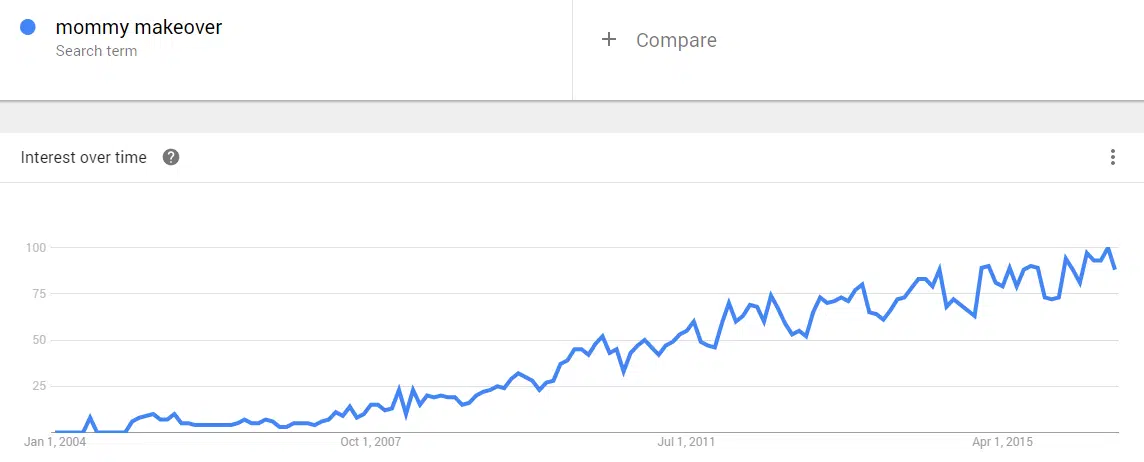 mommy makeover
Search term
+ Compare
Interest over time ?
100
75
50
25
Jan 1, 2004 Oct 1, 2007 Jul 1, 2011 Apr 1, 2015